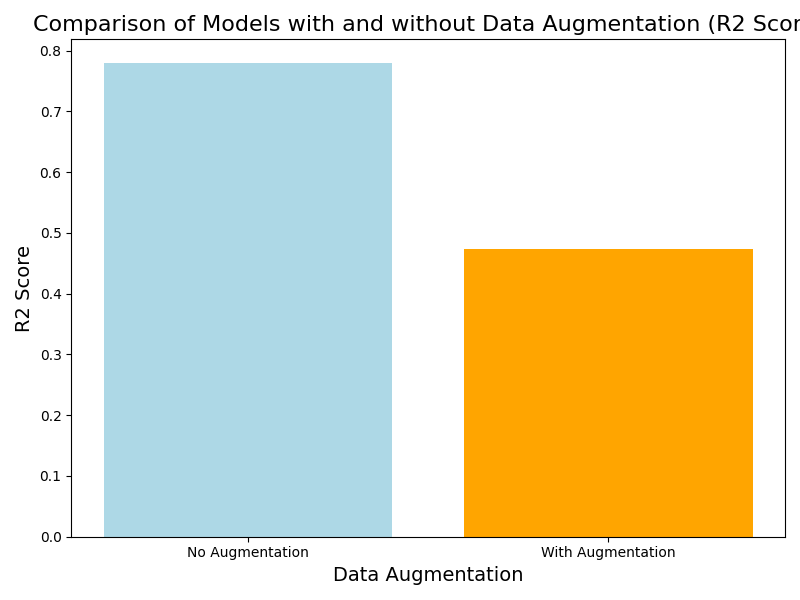 Comparison of Models with and without Data Augmentation (R2 Scor
0.8
0.7
0.6
0.5
0.4
0.3
0.2
0.1
0.0
R2 Score
No Augmentation With Augmentation
Data Augmentation